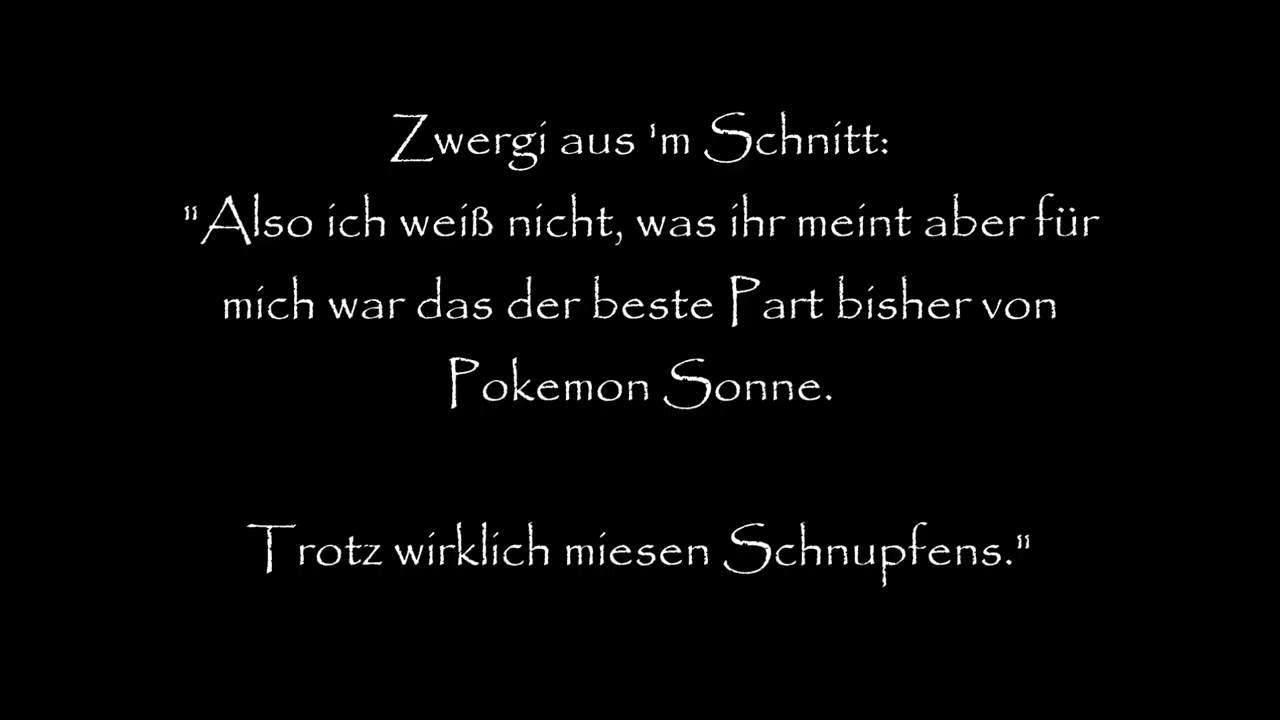 Zwergi aus 'm Schnitt:
"Also ich weiß nicht, was ihr meint aber für
mich war das der beste Part bisher von
Pokemon Sonne.
Trotz wirklich miesen Schnupfens."